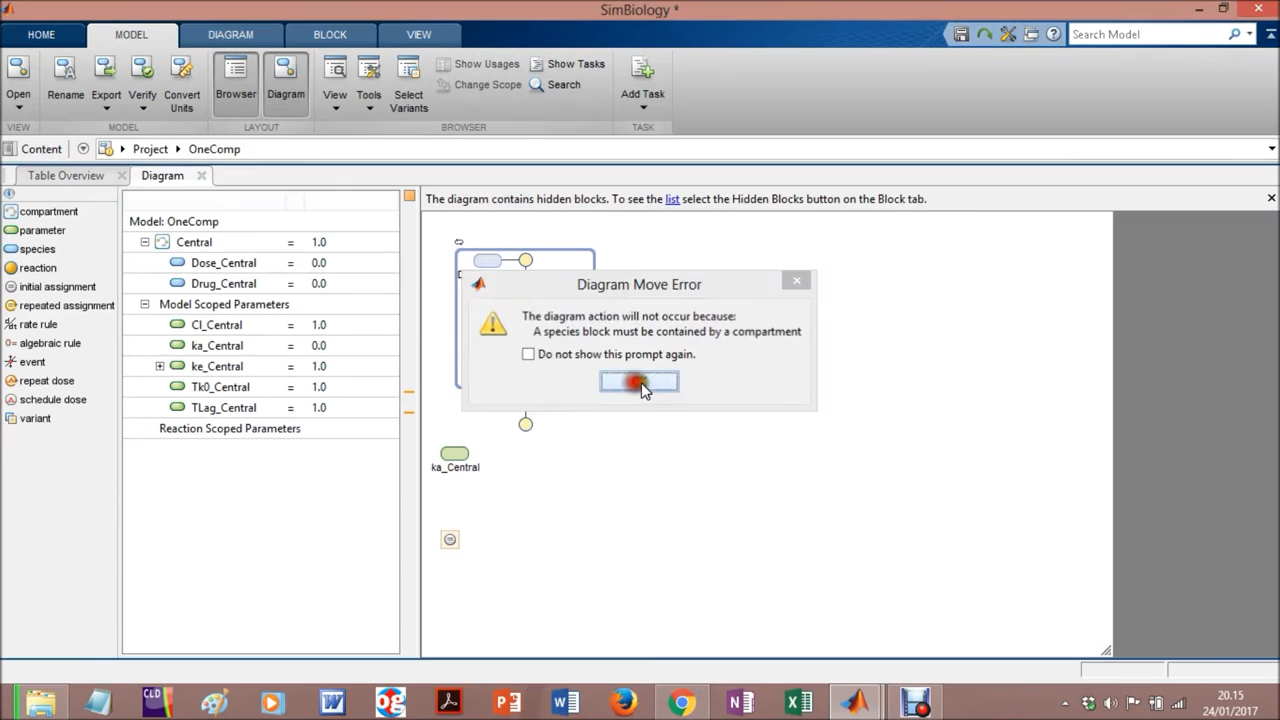 SimBiology *
HOME
MODEL
DIAGRAM
BLOCK
VIEW
Search Model
Open
Rename
Export
Verify
Convert
Units
Browser
Diagram
View
Tools
Select
Variants
Show Usages
Change Scope
Show Tasks
Search
Add Task
VIEW
MODEL
LAYOUT
BROWSER
TASK
Content
Project
OneComp
Table Overview
Diagram
compartment
parameter
species
reaction
initial assignment
repeated assignment
rate rule
algebraic rule
event
repeat dose
schedule dose
variant
Model: OneComp
Central = 1.0
Dose_Central = 0.0
Drug_Central = 0.0
Model Scoped Parameters
Cl_Central = 1.0
ka_Central = 0.0
ke_Central = 1.0
Tk0_Central = 1.0
TLag_Central = 1.0
Reaction Scoped Parameters
The diagram contains hidden blocks. To see the list select the Hidden Blocks button on the Block tab.
Diagram Move Error
The diagram action will not occur because:
A species block must be contained by a compartment
Do not show this prompt again.
ka_Central
CLD
og
20.15
24/01/2017